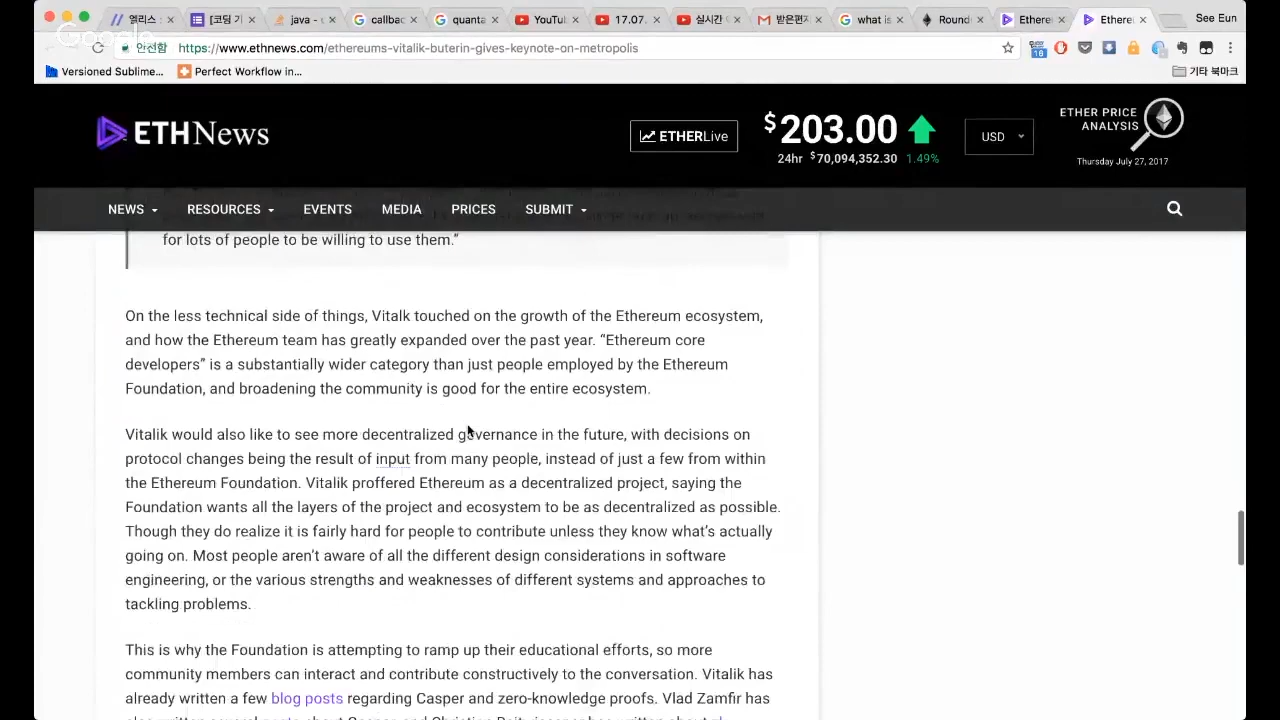 엘리스
[코딩 기
java - 
callbac
quanta
YouTu
17.07.
실시간
받은편지
what i
Round
Ethere
Ethere
See Eun
Google
안전함
https://www.ethnews.com/ethereums-vitalik-buterin-gives-keynote-on-metropolis
16
Versioned Sublime...
Perfect Workflow in...
기타 북마크
ETHNews
ETHERLive
$203.00
24hr $70,094,352.30 1.49%
USD
ETHER PRICE
ANALYSIS
Thursday July 27, 2017
NEWS
RESOURCES
EVENTS
MEDIA
PRICES
SUBMIT
for lots of people to be willing to use them.”
On the less technical side of things, Vitalk touched on the growth of the Ethereum ecosystem,
and how the Ethereum team has greatly expanded over the past year. “Ethereum core
developers” is a substantially wider category than just people employed by the Ethereum
Foundation, and broadening the community is good for the entire ecosystem.
Vitalik would also like to see more decentralized governance in the future, with decisions on
protocol changes being the result of input from many people, instead of just a few from within
the Ethereum Foundation. Vitalik proffered Ethereum as a decentralized project, saying the
Foundation wants all the layers of the project and ecosystem to be as decentralized as possible.
Though they do realize it is fairly hard for people to contribute unless they know what’s actually
going on. Most people aren’t aware of all the different design considerations in software
engineering, or the various strengths and weaknesses of different systems and approaches to
tackling problems.
This is why the Foundation is attempting to ramp up their educational efforts, so more
community members can interact and contribute constructively to the conversation. Vitalik has
already written a few blog posts regarding Casper and zero-knowledge proofs. Vlad Zamfir has